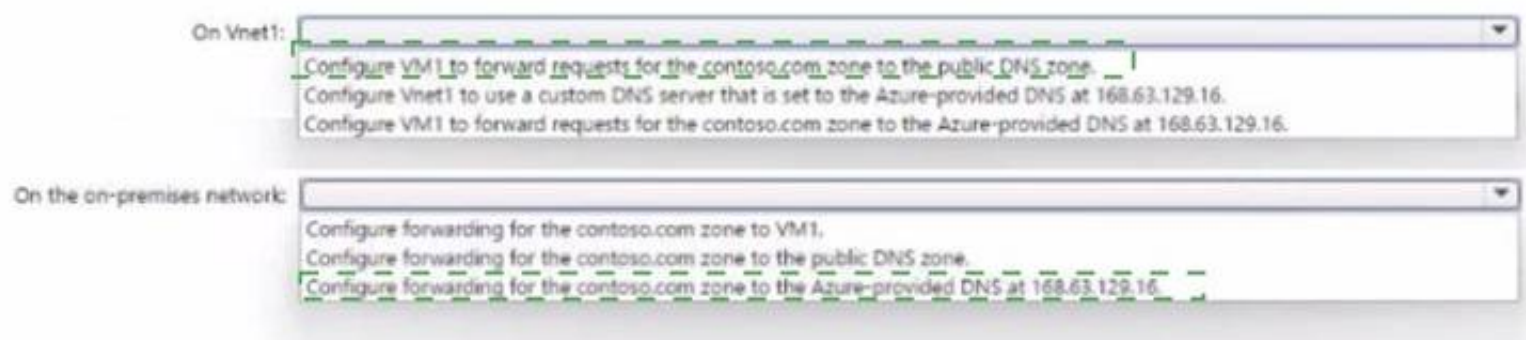 On Vnet1:
Configure VM1 to forward requests for the contoso.com zone to the public DNS zone.
Configure Vnet1 to use a custom DNS server that is set to the Azure-provided DNS at 168.63.129.16.
Configure VM1 to forward requests for the contoso.com zone to the Azure-provided DNS at 168.63.129.16.
On the on-premises network:
Configure forwarding for the contoso.com zone to VM1.
Configure forwarding for the contoso.com zone to the public DNS zone.
Configure forwarding for the contoso.com zone to the Azure-provided DNS at 168.63.129.16.